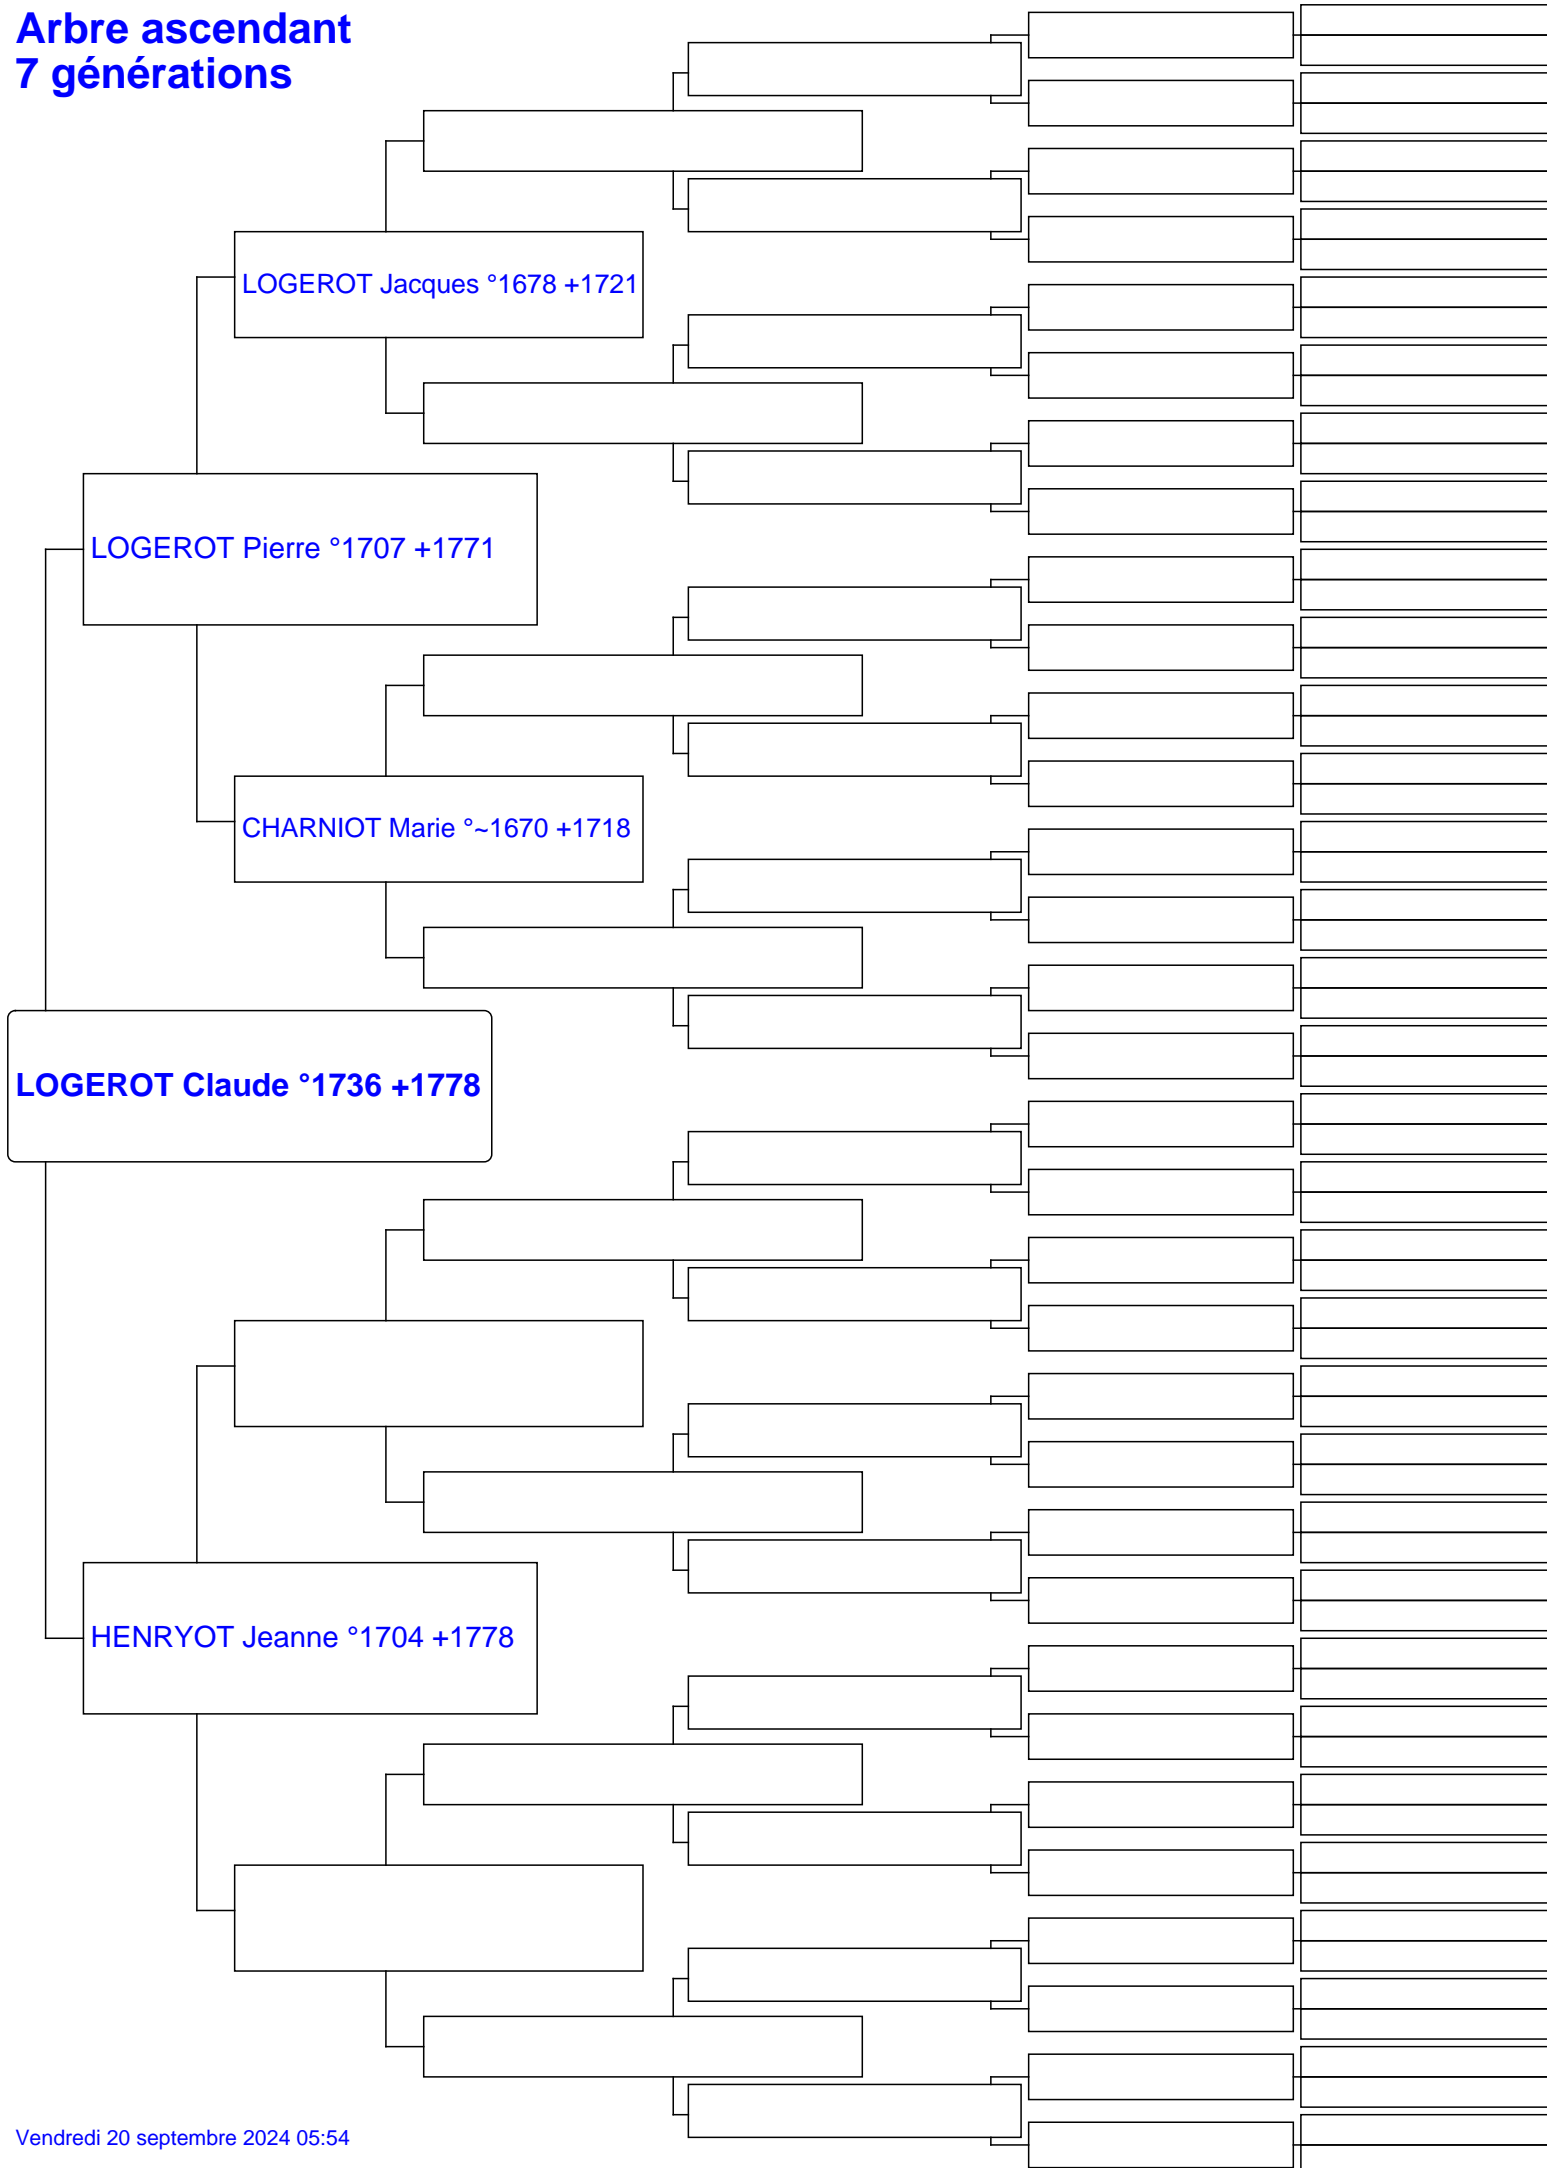 Arbre ascendant
7 générations
LOGEROT Jacques °1678 +1721
LOGEROT Pierre °1707 +1771
CHARNIOT Marie °~1670 +1718
LOGEROT Claude °1736 +1778
HENRYOT Jeanne °1704 +1778
Vendredi 20 septembre 2024 05:54